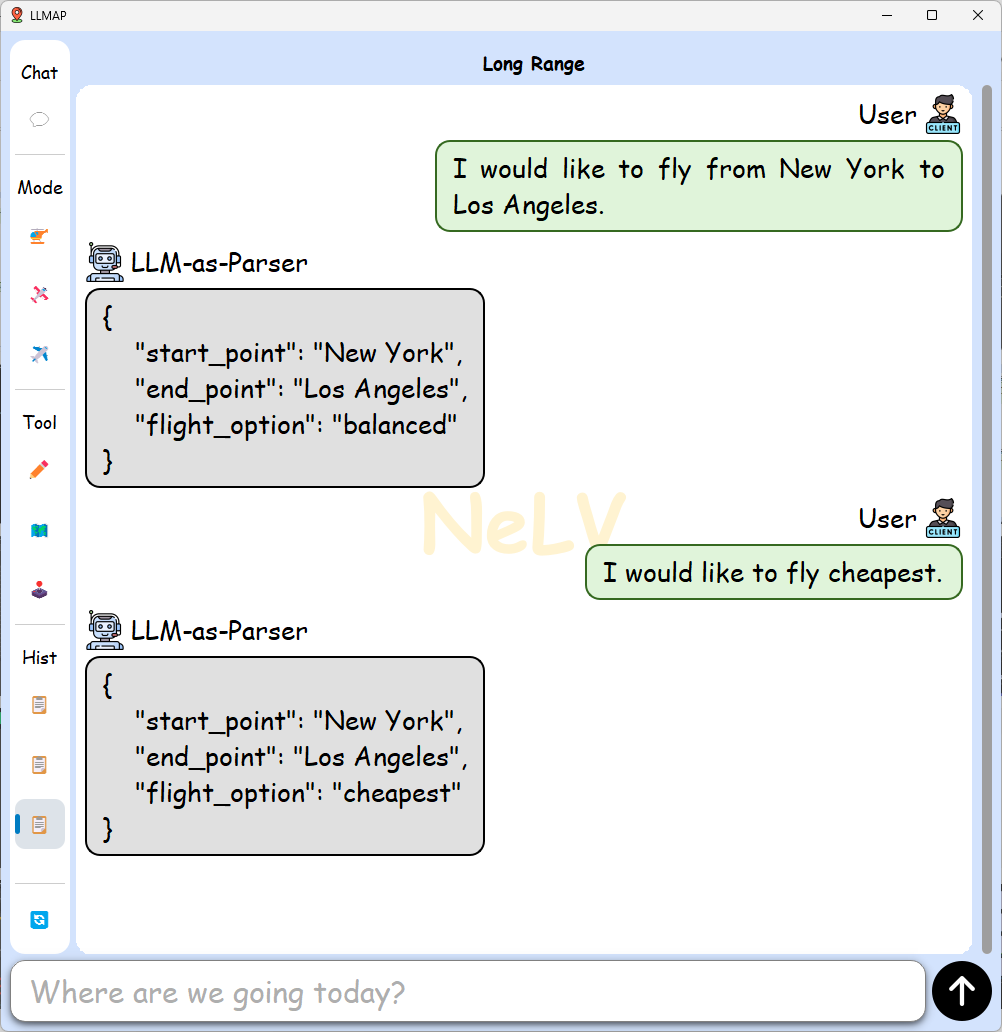 LLMAP
Chat
Mode
Tool
Hist
Long Range
User
CLIENT
I would like to fly from New York to
Los Angeles.
LLM-as-Parser
{
"start_point": "New York",
"end_point": "Los Angeles",
"flight_option": "balanced"
}
NeLV
User
CLIENT
I would like to fly cheapest.
LLM-as-Parser
{
"start_point": "New York",
"end_point": "Los Angeles",
"flight_option": "cheapest"
}
Where are we going today?